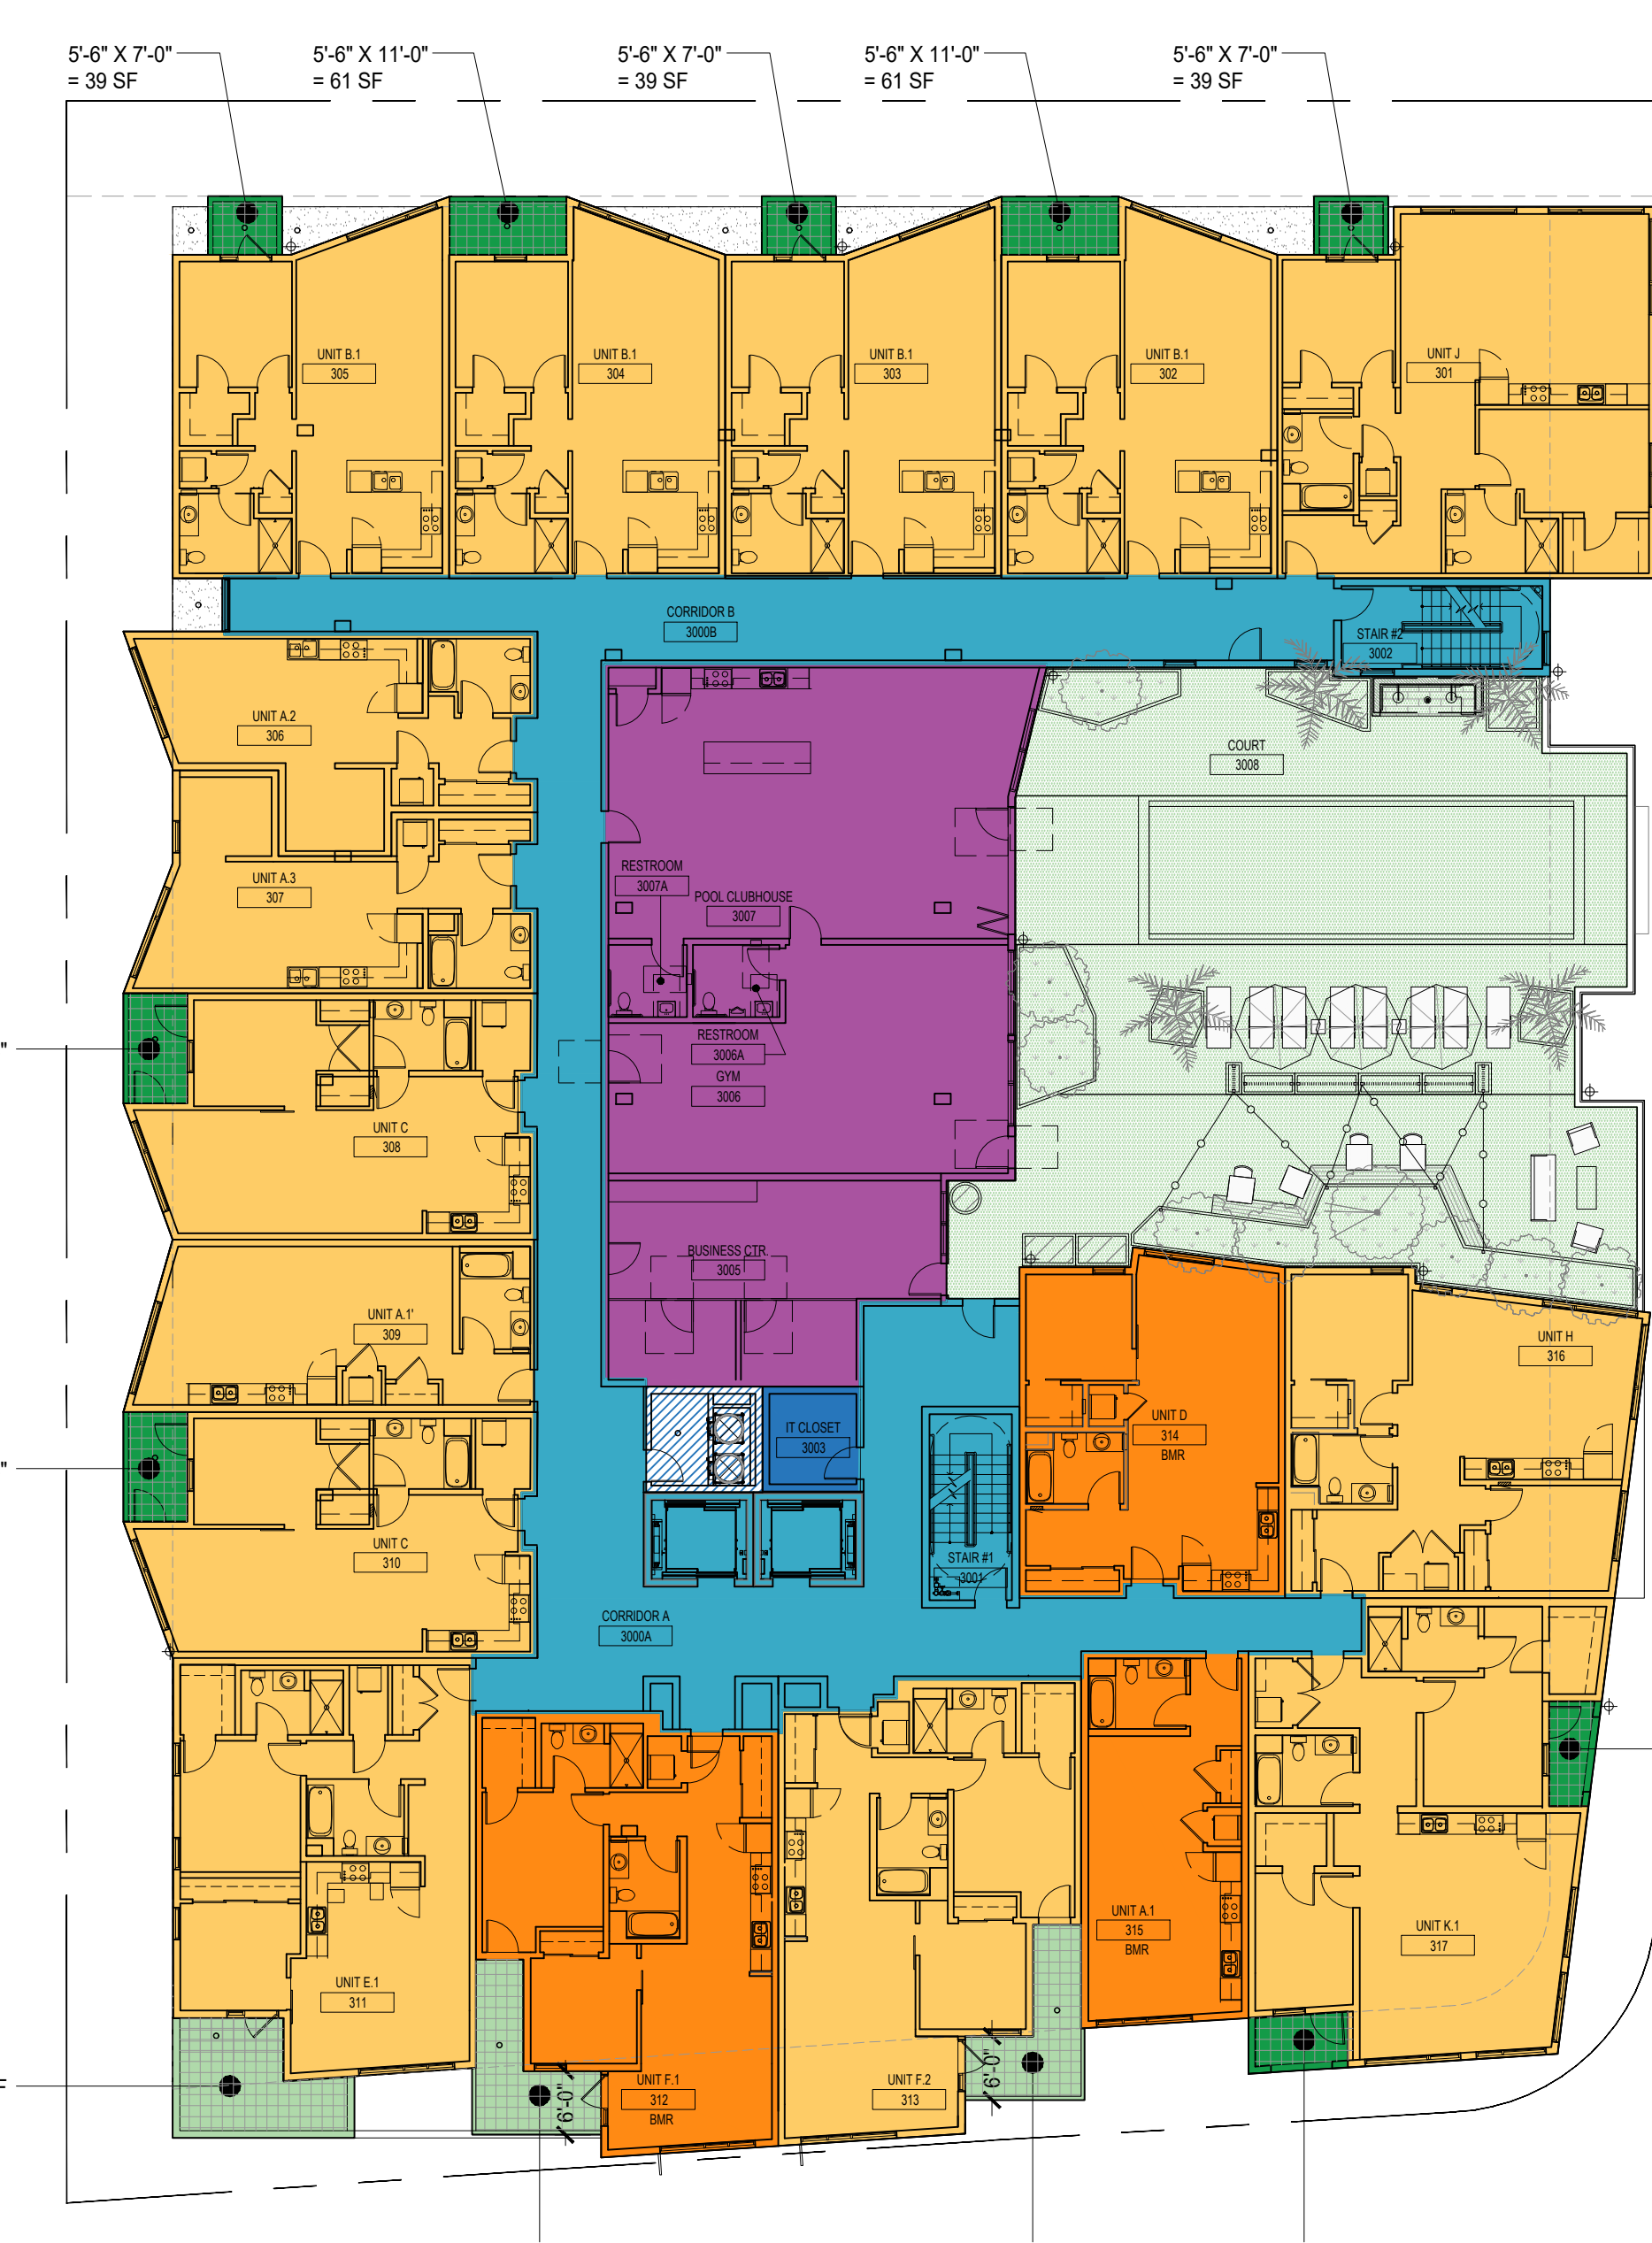 5'-6" X 7'-0"
= 39 SF
5'-6" X 11'-0"
= 61 SF
5'-6" X 7'-0"
= 39 SF
5'-6" X 11'-0"
= 61 SF
5'-6" X 7'-0"
= 39 SF
UNIT B.1
305
UNIT B.1
304
UNIT B.1
303
UNIT B.1
302
UNIT J
301
CORRIDOR B
3000B
STAIR #2
3002
UNIT A.2
306
COURT
3008
UNIT A.3
307
RESTROOM
3007A
POOL CLUBHOUSE
3007
"
RESTROOM
3006A
GYM
3006
UNIT C
308
BUSINESS CTR.
3005
UNIT A.1'
309
UNIT H
316
UNIT D
314
BMR
IT CLOSET
3003
"
UNIT C
310
STAIR #1
3001
CORRIDOR A
3000A
UNIT A.1
315
BMR
UNIT K.1
317
UNIT E.1
311
UNIT F.1
312
BMR
UNIT F.2
313
6'-0"
6'-0"
F